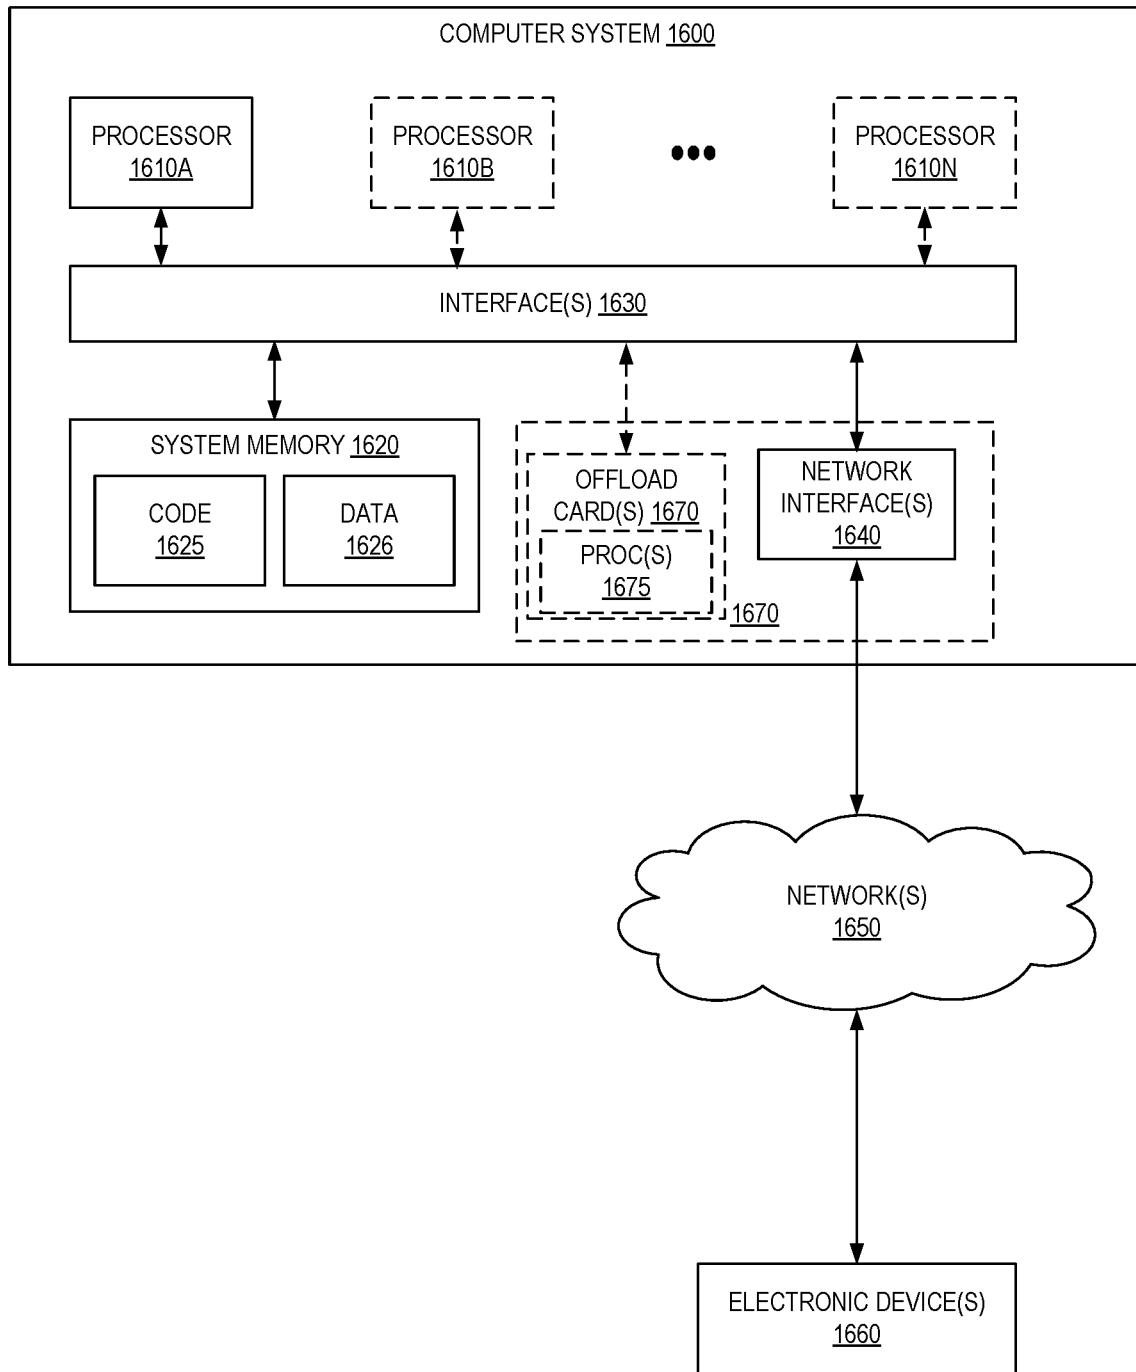 COMPUTER SYSTEM 1600
PROCESSOR
1610A
PROCESSOR
1610B
PROCESSOR
1610N
INTERFACE(S) 1630
SYSTEM MEMORY 1620
CODE
1625
DATA
1626
OFFLOAD
CARD(S) 1670
PROC(S)
1675
1670
NETWORK
INTERFACE(S)
1640
NETWORK(S)
1650
ELECTRONIC DEVICE(S)
1660